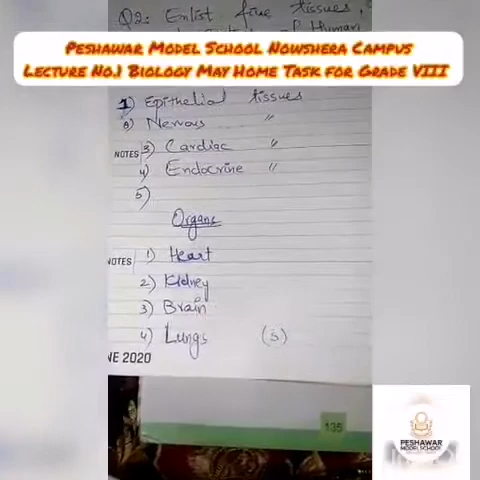 Q2: Enlist five tissues,
Human
PESHAWAR MODEL SCHOOL NOWSHERA CAMPUS
LECTURE NO.1 BIOLOGY MAY HOME TASK FOR GRADE VIII
1) Epithelial tissues
2) Nervous "
NOTES 3) Cardiac "
4) Endocrine "
5)
Organs
NOTES 1) Heart
2) Kidney
3) Brain
4) Lungs (5)
NE 2020
135
PESHAWAR
MODEL SCHOOL